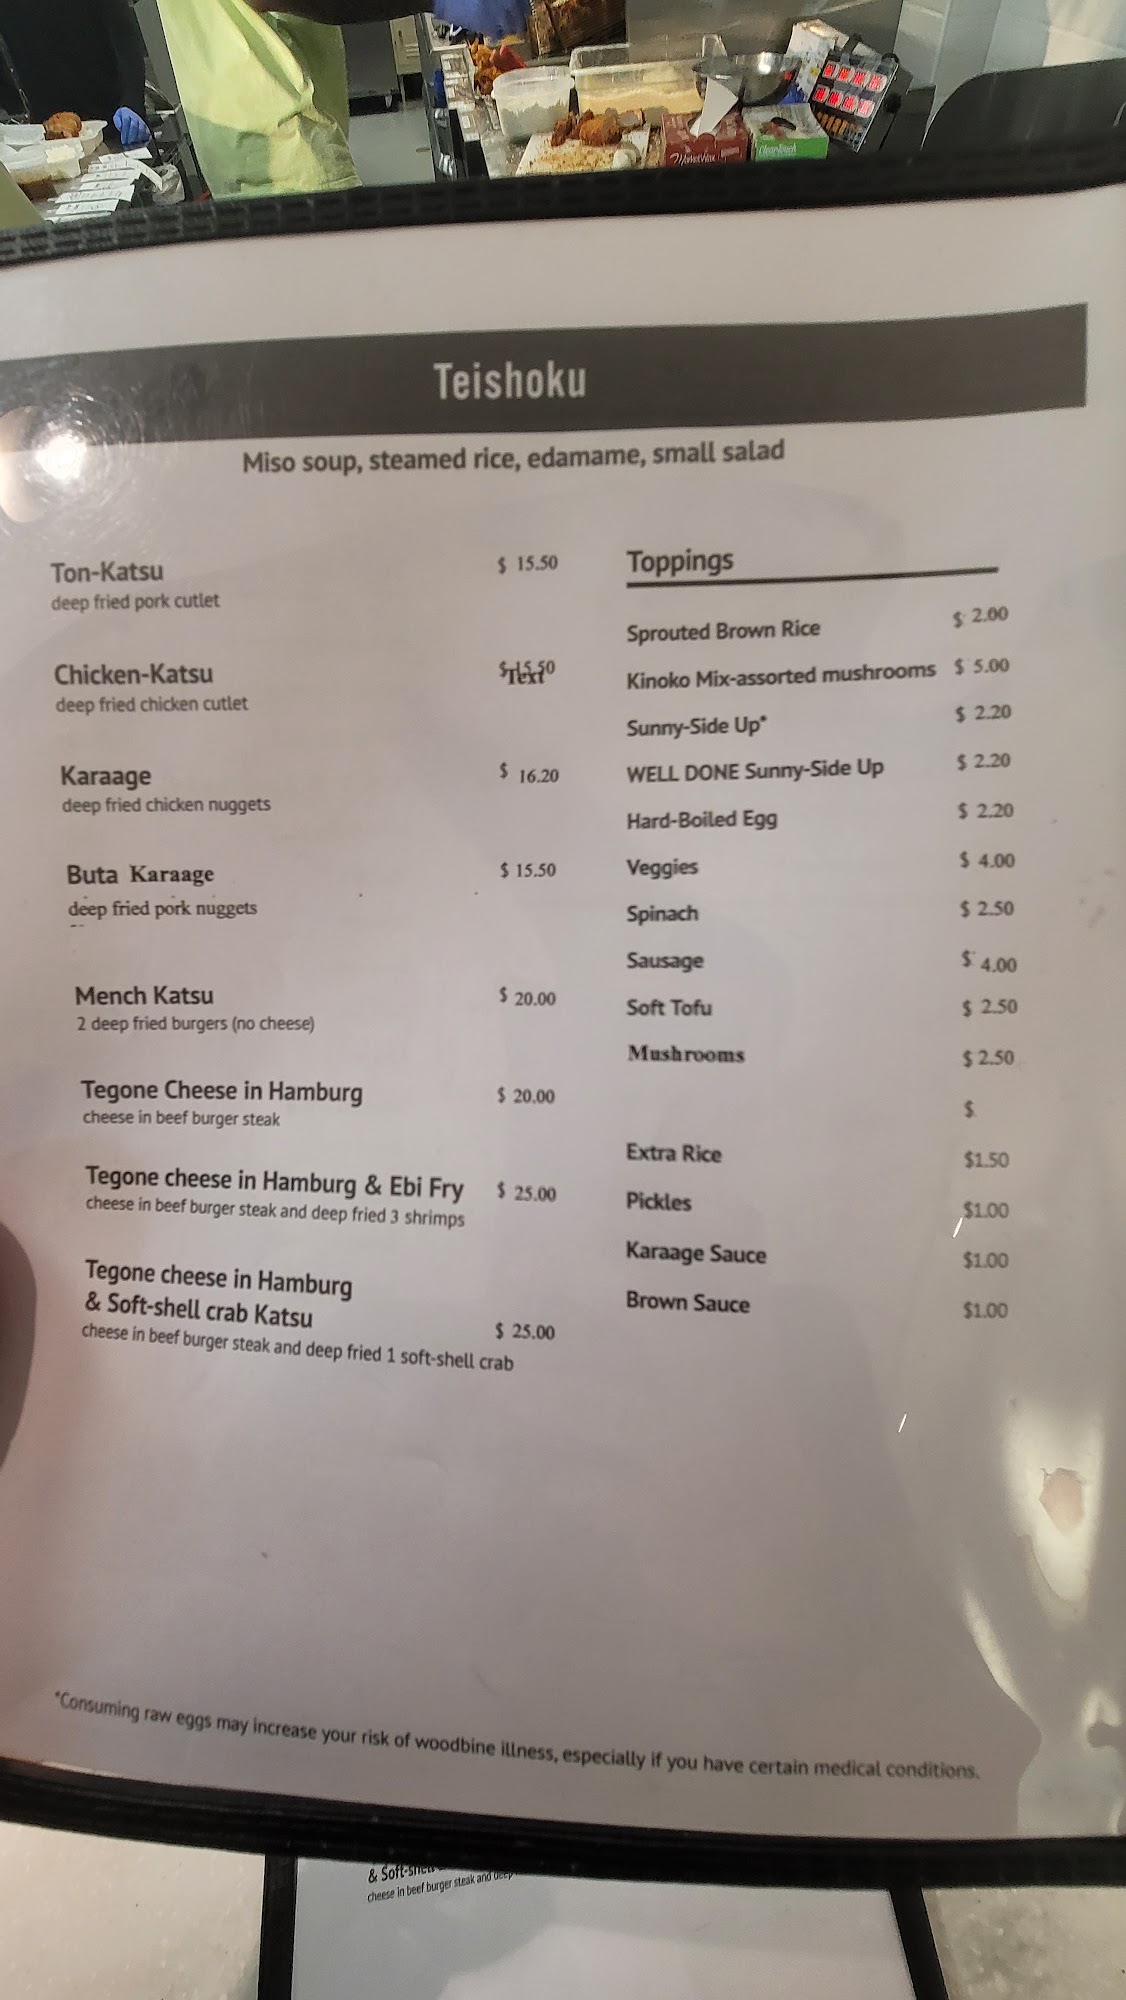 MarketWax
CleanTouch
Teishoku
Miso soup, steamed rice, edamame, small salad
Ton-Katsu $ 15.50
deep fried pork cutlet
Chicken-Katsu $ 15.50
deep fried chicken cutlet
Karaage $ 16.20
deep fried chicken nuggets
Buta Karaage $ 15.50
deep fried pork nuggets
Mench Katsu $ 20.00
2 deep fried burgers (no cheese)
Tegone Cheese in Hamburg $ 20.00
cheese in beef burger steak
Tegone cheese in Hamburg & Ebi Fry $ 25.00
cheese in beef burger steak and deep fried 3 shrimps
Tegone cheese in Hamburg
& Soft-shell crab Katsu $ 25.00
cheese in beef burger steak and deep fried 1 soft-shell crab
Toppings
Sprouted Brown Rice $ 2.00
Kinoko Mix-assorted mushrooms $ 5.00
Sunny-Side Up* $ 2.20
WELL DONE Sunny-Side Up $ 2.20
Hard-Boiled Egg $ 2.20
Veggies $ 4.00
Spinach $ 2.50
Sausage $ 4.00
Soft Tofu $ 2.50
Mushrooms $ 2.50
$
Extra Rice $1.50
Pickles $1.00
Karaage Sauce $1.00
Brown Sauce $1.00
*Consuming raw eggs may increase your risk of woodbine illness, especially if you have certain medical conditions.
& Soft-shell
cheese in beef burger steak and deep